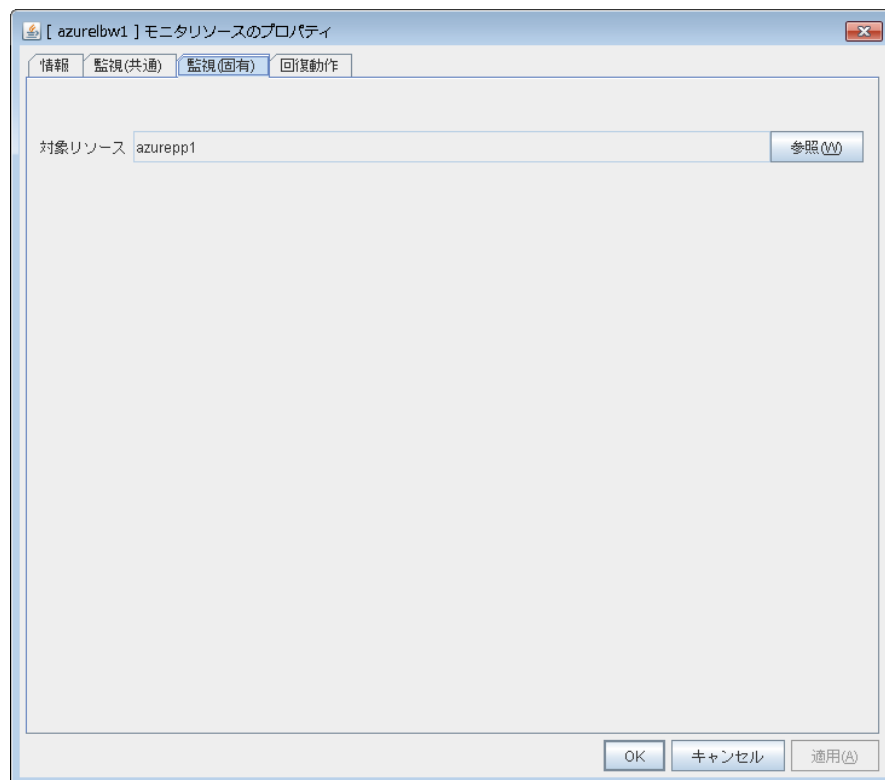 [ azurelbw1 ] モニタリソースのプロパティ
情報 監視(共通) 監視(固有) 回復動作
対象リソース azurepp1 参照(W)
OK キャンセル 適用(A)